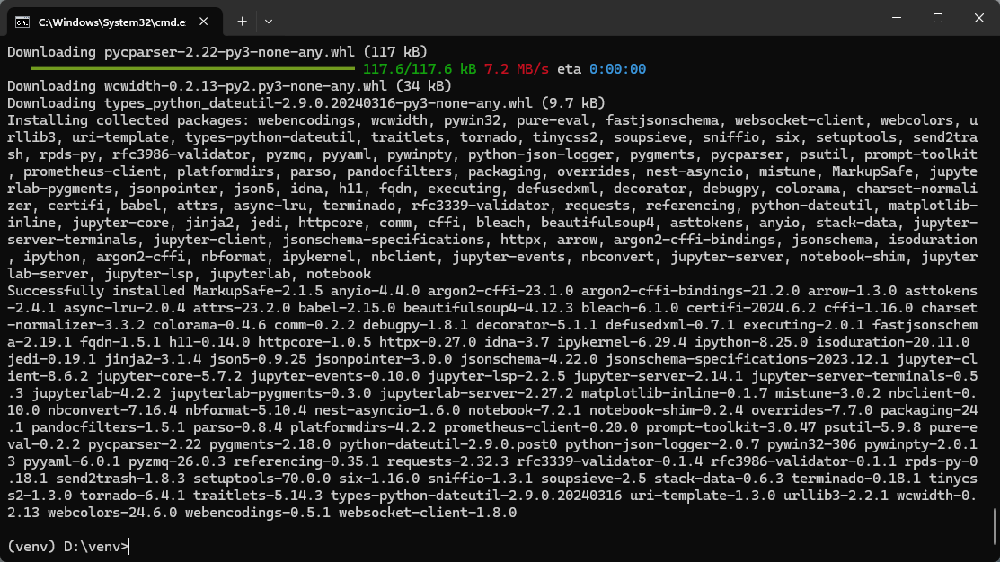 C:\Windows\System32\cmd.e
Downloading pycparser-2.22-py3-none-any.whl (117 kB)
117.6/117.6 kB 7.2 MB/s eta 0:00:00
Downloading wcwidth-0.2.13-py2.py3-none-any.whl (34 kB)
Downloading types_python_dateutil-2.9.0.20240316-py3-none-any.whl (9.7 kB)
Installing collected packages: webencodings, wcwidth, pywin32, pure-eval, fastjsonschema, websocket-client, webcolors, u
rllib3, uri-template, types-python-dateutil, traitlets, tornado, tinycss2, soupsieve, sniffio, six, setuptools, send2tra
sh, rpds-py, rfc3986-validator, pyzmq, pyyaml, pywinpty, python-json-logger, pygments, pycparser, psutil, prompt-toolkit
, prometheus-client, platformdirs, parso, pandocfilters, packaging, overrides, nest-asyncio, mistune, MarkupSafe, jupyte
rlab-pygments, jsonpointer, json5, idna, h11, fqdn, executing, defusedxml, decorator, debugpy, colorama, charset-normali
zer, certifi, babel, attrs, async-lru, terminado, rfc3339-validator, requests, referencing, python-dateutil, matplotlib-
inline, jupyter-core, jinja2, jedi, httpcore, comm, cffi, bleach, beautifulsoup4, asttokens, anyio, stack-data, jupyter-
server-terminals, jupyter-client, jsonschema-specifications, httpx, arrow, argon2-cffi-bindings, jsonschema, isoduration
, ipython, argon2-cffi, nbformat, ipykernel, nbclient, jupyter-events, nbconvert, jupyter-server, notebook-shim, jupyter
lab-server, jupyter-lsp, jupyterlab, notebook
Successfully installed MarkupSafe-2.1.5 anyio-4.4.0 argon2-cffi-23.1.0 argon2-cffi-bindings-21.2.0 arrow-1.3.0 asttokens
-2.4.1 async-lru-2.0.4 attrs-23.2.0 babel-2.15.0 beautifulsoup4-4.12.3 bleach-6.1.0 certifi-2024.6.2 cffi-1.16.0 charset
-normalizer-3.3.2 colorama-0.4.6 comm-0.2.2 debugpy-1.8.1 decorator-5.1.1 defusedxml-0.7.1 executing-2.0.1 fastjsonschem
a-2.19.1 fqdn-1.5.1 h11-0.14.0 httpcore-1.0.5 httpx-0.27.0 idna-3.7 ipykernel-6.29.4 ipython-8.25.0 isoduration-20.11.0
jedi-0.19.1 jinja2-3.1.4 json5-0.9.25 jsonpointer-3.0.0 jsonschema-4.22.0 jsonschema-specifications-2023.12.1 jupyter-cl
ient-8.6.2 jupyter-core-5.7.2 jupyter-events-0.10.0 jupyter-lsp-2.2.5 jupyter-server-2.14.1 jupyter-server-terminals-0.5
.3 jupyterlab-4.2.2 jupyterlab-pygments-0.3.0 jupyterlab-server-2.27.2 matplotlib-inline-0.1.7 mistune-3.0.2 nbclient-0.
10.0 nbconvert-7.16.4 nbformat-5.10.4 nest-asyncio-1.6.0 notebook-7.2.1 notebook-shim-0.2.4 overrides-7.7.0 packaging-24
.1 pandocfilters-1.5.1 parso-0.8.4 platformdirs-4.2.2 prometheus-client-0.20.0 prompt-toolkit-3.0.47 psutil-5.9.8 pure-e
val-0.2.2 pycparser-2.22 pygments-2.18.0 python-dateutil-2.9.0.post0 python-json-logger-2.0.7 pywin32-306 pywinpty-2.0.1
3 pyyaml-6.0.1 pyzmq-26.0.3 referencing-0.35.1 requests-2.32.3 rfc3339-validator-0.1.4 rfc3986-validator-0.1.1 rpds-py-0
.18.1 send2trash-1.8.3 setuptools-70.0.0 six-1.16.0 sniffio-1.3.1 soupsieve-2.5 stack-data-0.6.3 terminado-0.18.1 tinycs
s2-1.3.0 tornado-6.4.1 traitlets-5.14.3 types-python-dateutil-2.9.0.20240316 uri-template-1.3.0 urllib3-2.2.1 wcwidth-0.
2.13 webcolors-24.6.0 webencodings-0.5.1 websocket-client-1.8.0
(venv) D:\venv>